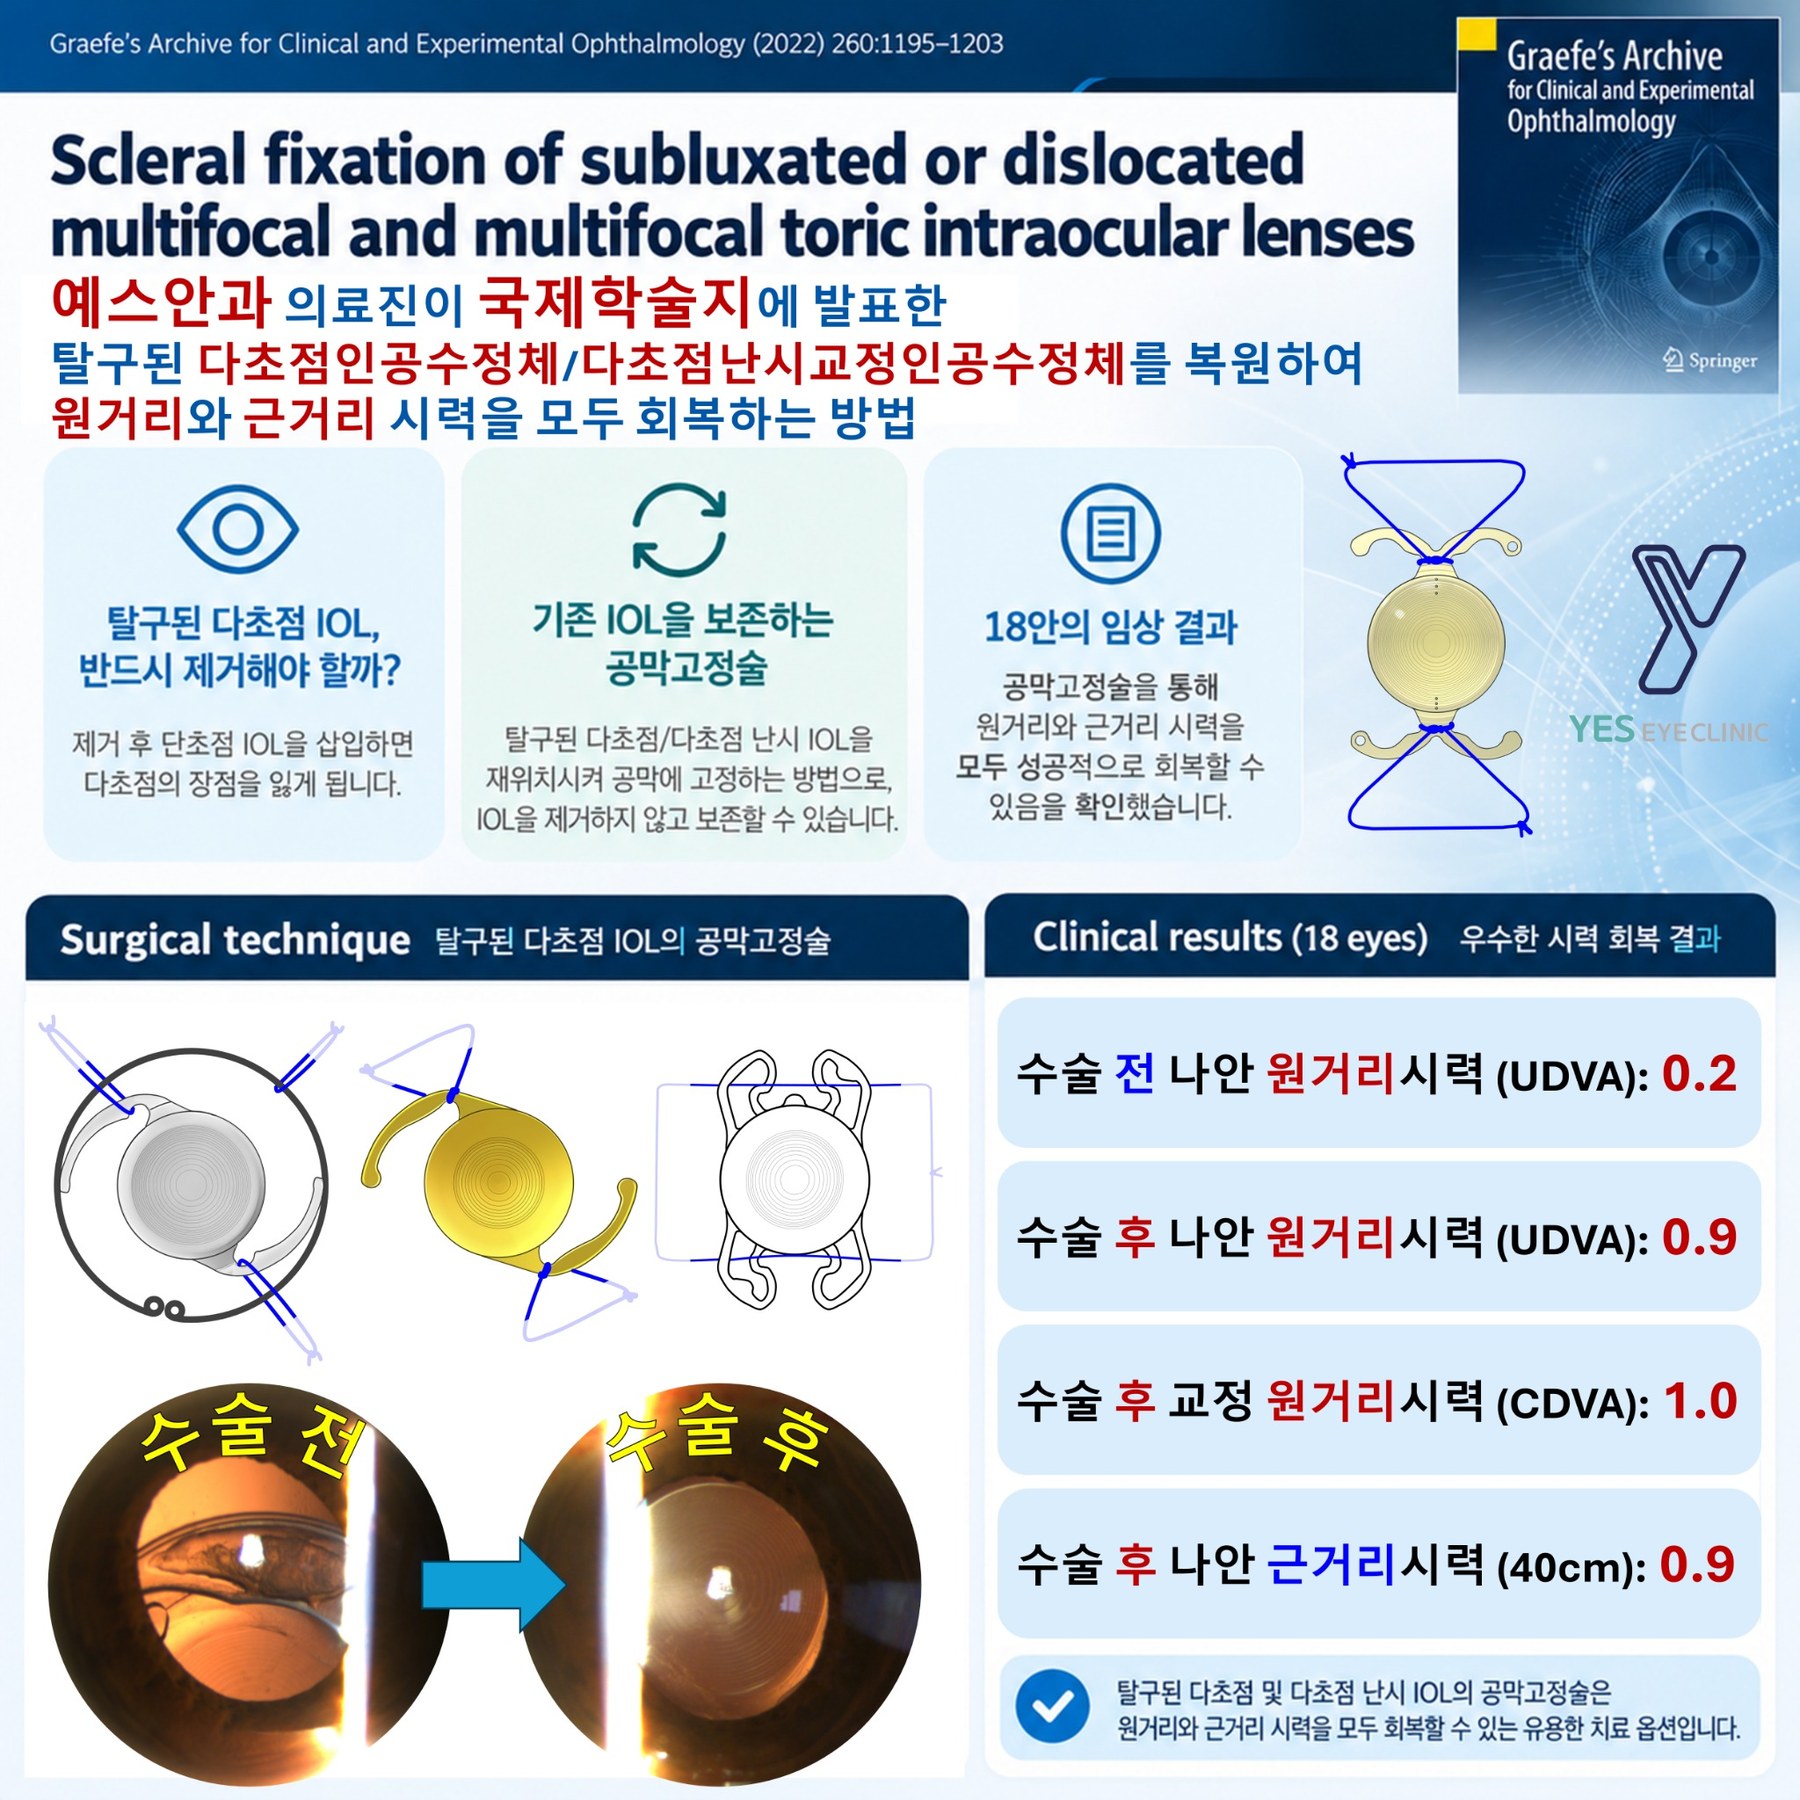 Graefe's Archive for Clinical and Experimental Ophthalmology (2022) 260:1195–1203
Graefe's Archive
for Clinical and Experimental
Ophthalmology
Springer
Scleral fixation of subluxated or dislocated
multifocal and multifocal toric intraocular lenses
예스안과 의료진이 국제학술지에 발표한
탈구된 다초점인공수정체/다초점난시교정인공수정체를 복원하여
원거리와 근거리 시력을 모두 회복하는 방법
탈구된 다초점 IOL,
반드시 제거해야 할까?
제거 후 단초점 IOL을 삽입하면
다초점의 장점을 잃게 됩니다.
기존 IOL을 보존하는
공막고정술
탈구된 다초점/다초점 난시 IOL을
재위치시켜 공막에 고정하는 방법으로,
IOL을 제거하지 않고 보존할 수 있습니다.
18안의 임상 결과
공막고정술을 통해
원거리와 근거리 시력을
모두 성공적으로 회복할 수
있음을 확인했습니다.
YES EYE CLINIC
Surgical technique 탈구된 다초점 IOL의 공막고정술
수술 전
수술 후
Clinical results (18 eyes) 우수한 시력 회복 결과
수술 전 나안 원거리시력 (UDVA): 0.2
수술 후 나안 원거리시력 (UDVA): 0.9
수술 후 교정 원거리시력 (CDVA): 1.0
수술 후 나안 근거리시력 (40cm): 0.9
탈구된 다초점 및 다초점 난시 IOL의 공막고정술은
원거리와 근거리 시력을 모두 회복할 수 있는 유용한 치료 옵션입니다.